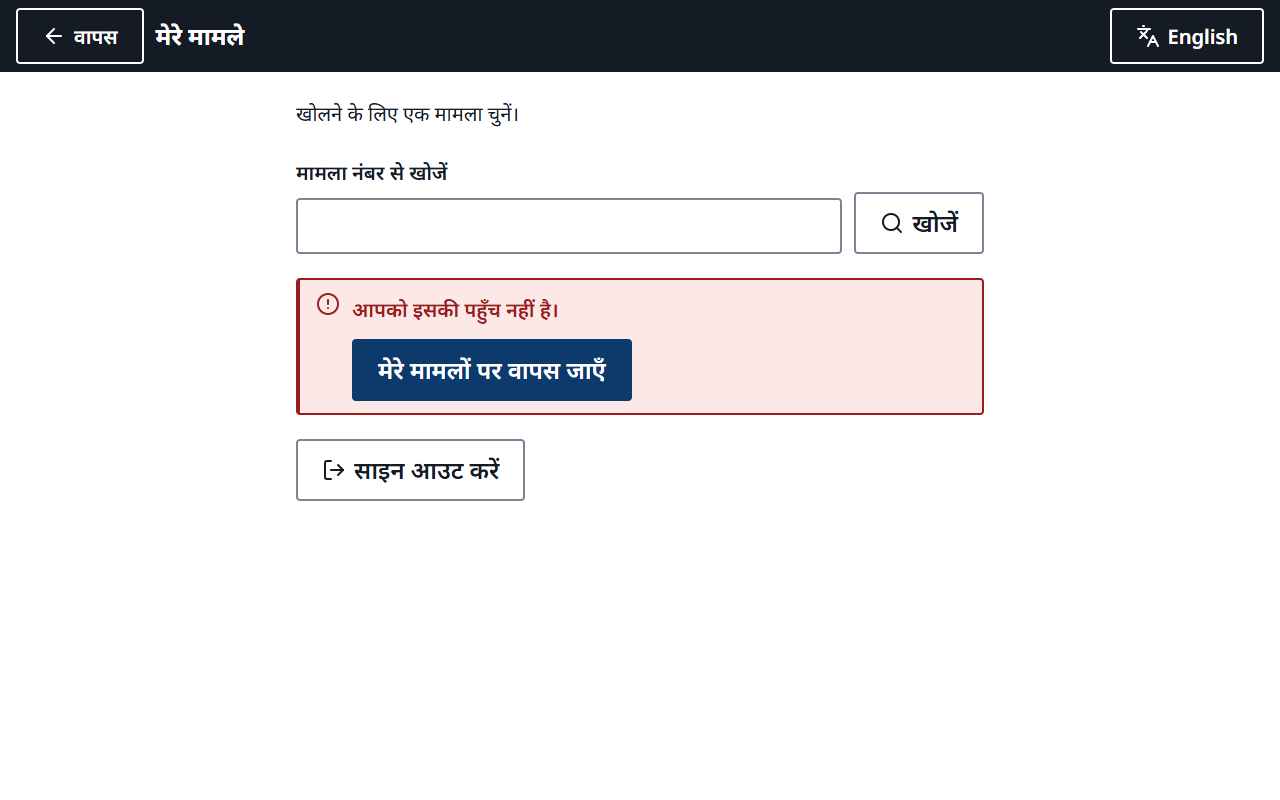 वापस
मेरे मामले
English
खोलने के लिए एक मामला चुनें।
मामला नंबर से खोजें
खोजें
आपको इसकी पहुँच नहीं है।
मेरे मामलों पर वापस जाएँ
साइन आउट करें